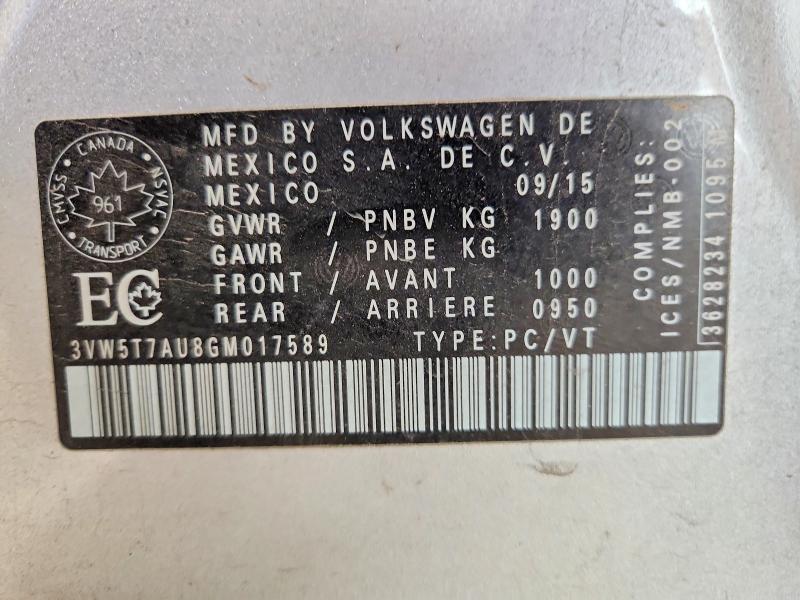 CANADA
CMVSS NSVAC
961
TRANSPORT
EC
MFD BY VOLKSWAGEN DE
MEXICO S.A. DE C.V.
MEXICO 09/15
GVWR / PNBV KG 1900
GAWR / PNBE KG
FRONT / AVANT 1000
REAR / ARRIERE 0950
3VW5T7AU8GM017589 TYPE:PC/VT
COMPLIES:
ICES/NMB-002
3628234 1095